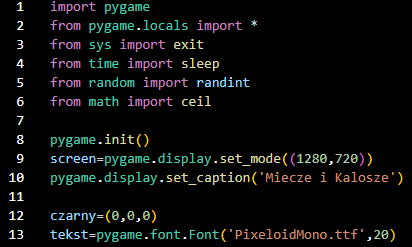 1 import pygame
2 from pygame.locals import *
3 from sys import exit
4 from time import sleep
5 from random import randint
6 from math import ceil
7
8 pygame.init()
9 screen=pygame.display.set_mode((1280,720))
10 pygame.display.set_caption('Miecze i Kalosze')
11
12 czarny=(0,0,0)
13 tekst=pygame.font.Font('PixeloidMono.ttf',20)